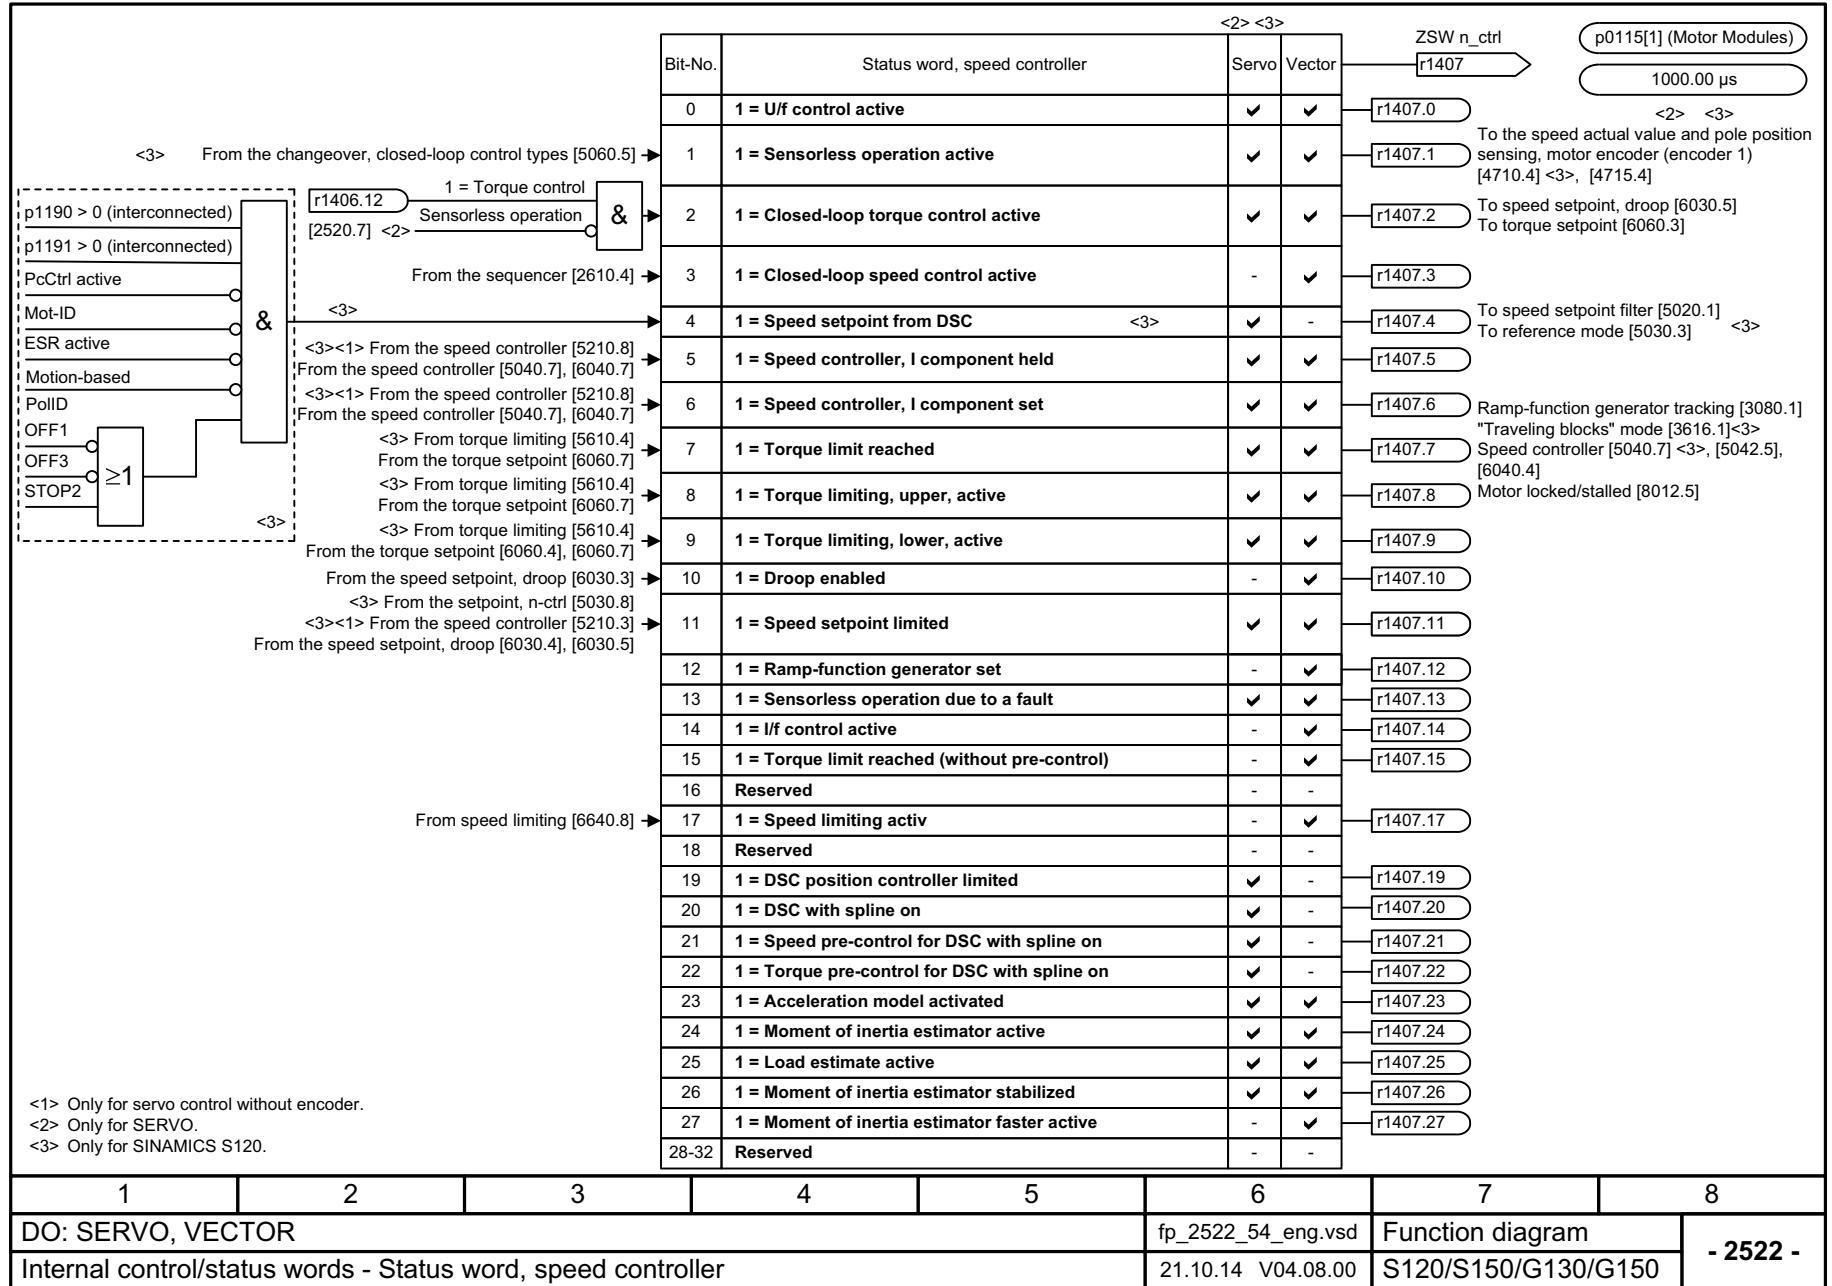 <2> <3>
Bit-No.
Status word, speed controller
Servo
Vector
ZSW n_ctrl
r1407
p0115[1] (Motor Modules)
1000.00 µs
<2> <3>
0
1 = U/f control active
✔
✔
r1407.0
<3>
From the changeover, closed-loop control types [5060.5]
1
1 = Sensorless operation active
✔
✔
r1407.1
To the speed actual value and pole position
sensing, motor encoder (encoder 1)
[4710.4] <3>, [4715.4]
p1190 > 0 (interconnected)
p1191 > 0 (interconnected)
PcCtrl active
Mot-ID
ESR active
Motion-based
PolID
OFF1
OFF3
STOP2
≥1
&
<3>
r1406.12
1 = Torque control
Sensorless operation
[2520.7] <2>
&
2
1 = Closed-loop torque control active
✔
✔
r1407.2
To speed setpoint, droop [6030.5]
To torque setpoint [6060.3]
From the sequencer [2610.4]
3
1 = Closed-loop speed control active
-
✔
r1407.3
<3>
4
1 = Speed setpoint from DSC
<3>
✔
-
r1407.4
To speed setpoint filter [5020.1]
To reference mode [5030.3]
<3>
<3><1> From the speed controller [5210.8]
From the speed controller [5040.7], [6040.7]
5
1 = Speed controller, I component held
✔
✔
r1407.5
<3><1> From the speed controller [5210.8]
From the speed controller [5040.7], [6040.7]
6
1 = Speed controller, I component set
✔
✔
r1407.6
<3> From torque limiting [5610.4]
From the torque setpoint [6060.7]
7
1 = Torque limit reached
✔
✔
r1407.7
Ramp-function generator tracking [3080.1]
"Traveling blocks" mode [3616.1]<3>
Speed controller [5040.7] <3>, [5042.5],
[6040.4]
Motor locked/stalled [8012.5]
<3> From torque limiting [5610.4]
From the torque setpoint [6060.7]
8
1 = Torque limiting, upper, active
✔
✔
r1407.8
<3> From torque limiting [5610.4]
From the torque setpoint [6060.4], [6060.7]
9
1 = Torque limiting, lower, active
✔
✔
r1407.9
From the speed setpoint, droop [6030.3]
10
1 = Droop enabled
-
✔
r1407.10
<3> From the setpoint, n-ctrl [5030.8]
<3><1> From the speed controller [5210.3]
From the speed setpoint, droop [6030.4], [6030.5]
11
1 = Speed setpoint limited
✔
✔
r1407.11
12
1 = Ramp-function generator set
-
✔
r1407.12
13
1 = Sensorless operation due to a fault
✔
✔
r1407.13
14
1 = I/f control active
-
✔
r1407.14
15
1 = Torque limit reached (without pre-control)
-
✔
r1407.15
16
Reserved
-
-
From speed limiting [6640.8]
17
1 = Speed limiting activ
-
✔
r1407.17
18
Reserved
-
-
19
1 = DSC position controller limited
✔
-
r1407.19
20
1 = DSC with spline on
✔
-
r1407.20
21
1 = Speed pre-control for DSC with spline on
✔
-
r1407.21
22
1 = Torque pre-control for DSC with spline on
✔
-
r1407.22
23
1 = Acceleration model activated
✔
✔
r1407.23
24
1 = Moment of inertia estimator active
✔
✔
r1407.24
25
1 = Load estimate active
✔
✔
r1407.25
26
1 = Moment of inertia estimator stabilized
✔
✔
r1407.26
27
1 = Moment of inertia estimator faster active
-
✔
r1407.27
28-32
Reserved
-
-
<1> Only for servo control without encoder.
<2> Only for SERVO.
<3> Only for SINAMICS S120.
1 2 3 4 5 6 7 8
DO: SERVO, VECTOR
fp_2522_54_eng.vsd
Function diagram
- 2522 -
Internal control/status words - Status word, speed controller
21.10.14 V04.08.00
S120/S150/G130/G150